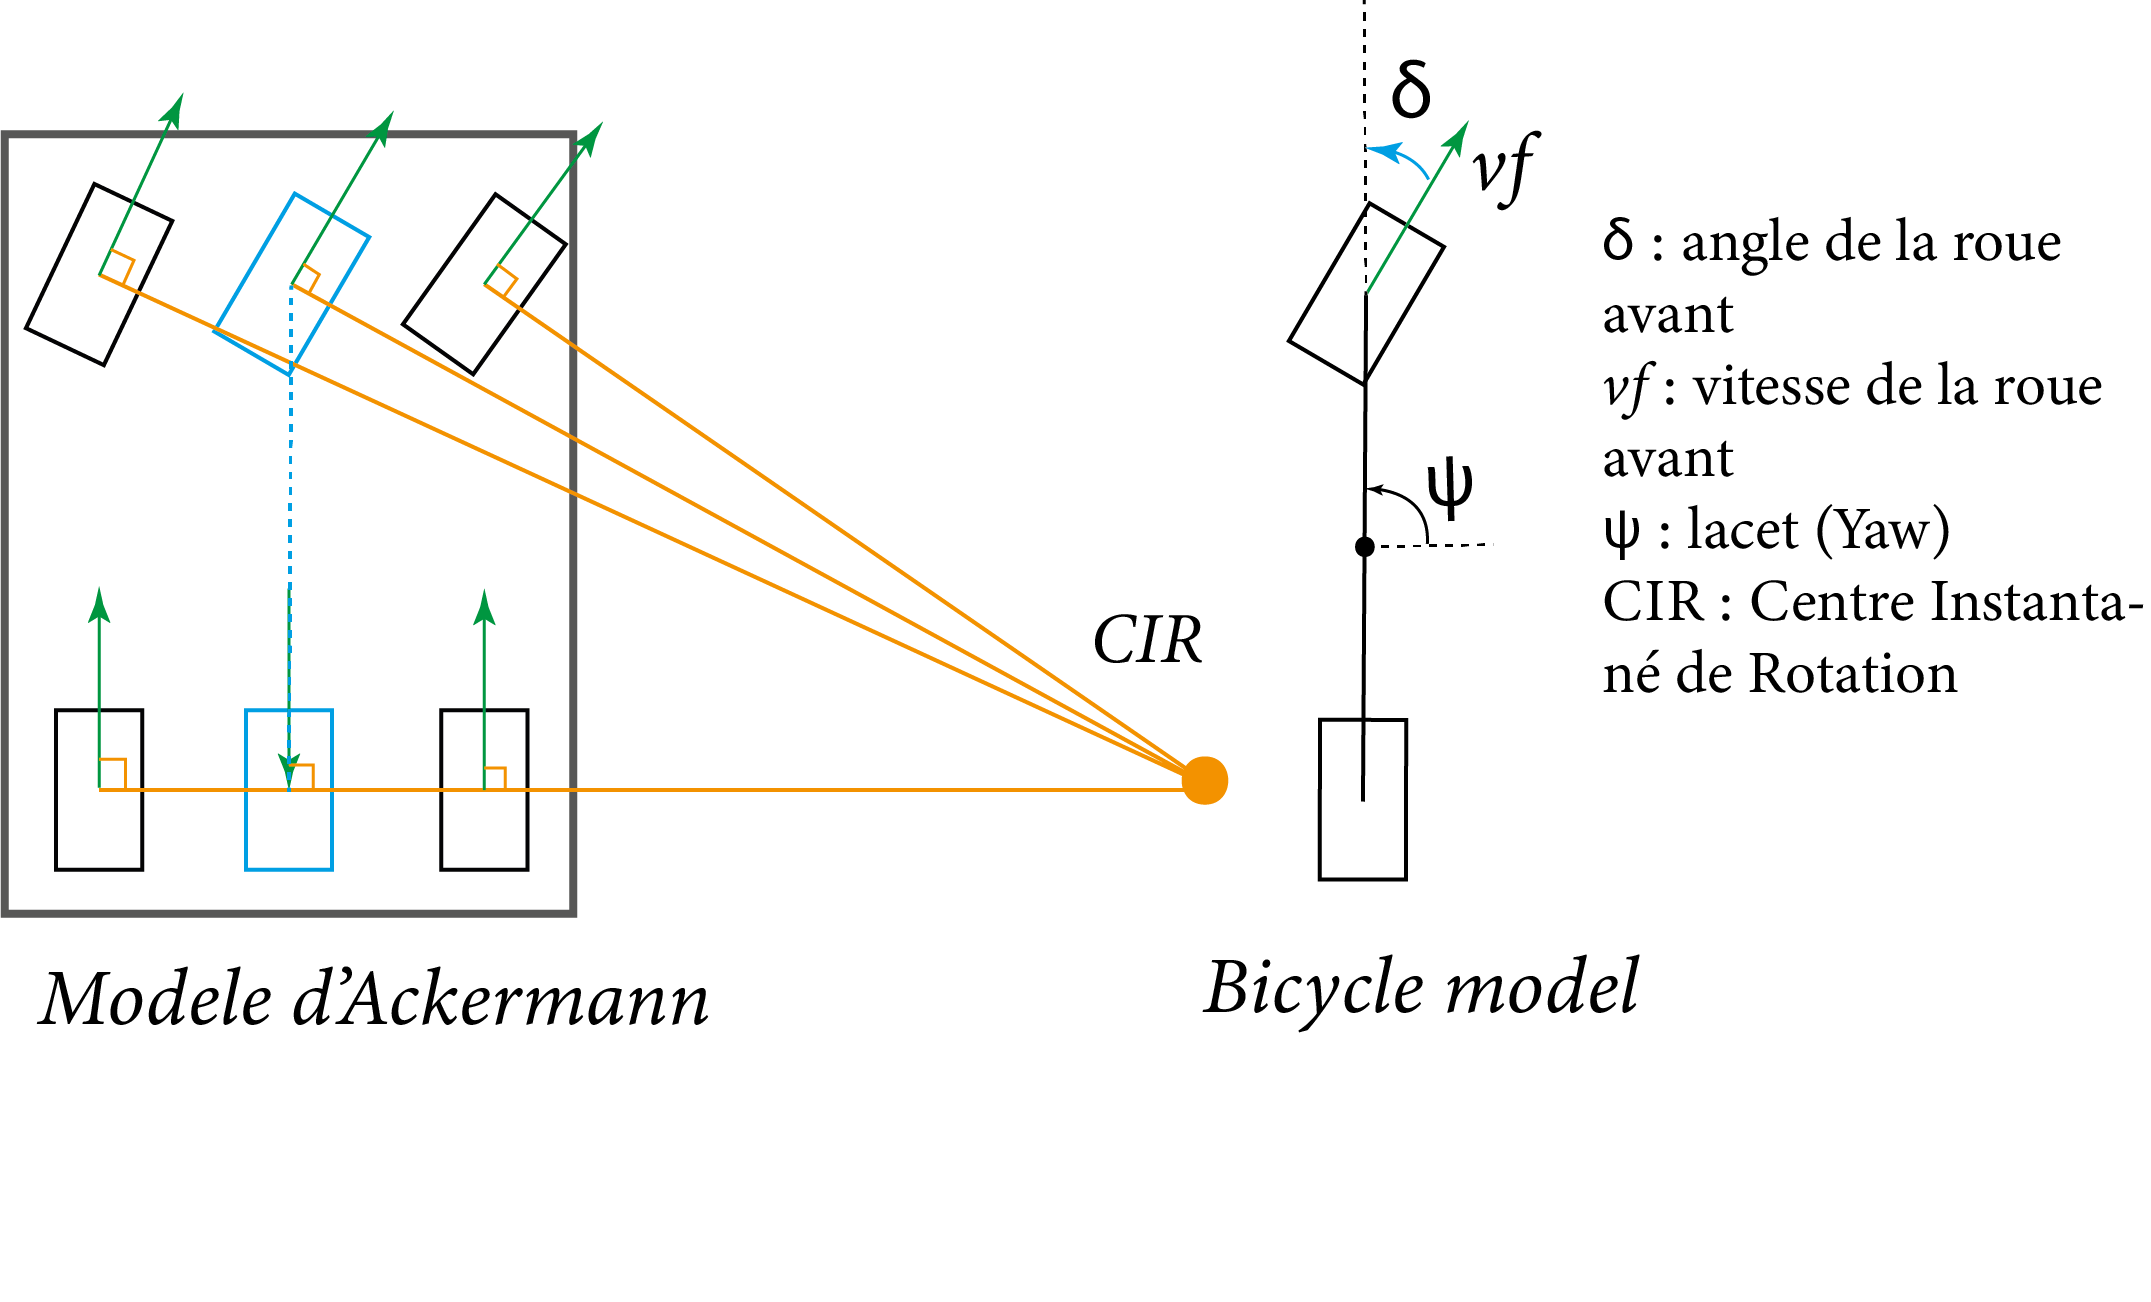 δ
vf
δ : angle de la roue
avant
vf : vitesse de la roue
avant
ψ
ψ : lacet (Yaw)
CIR : Centre Instanta-
né de Rotation
CIR
Modele d’Ackermann
Bicycle model